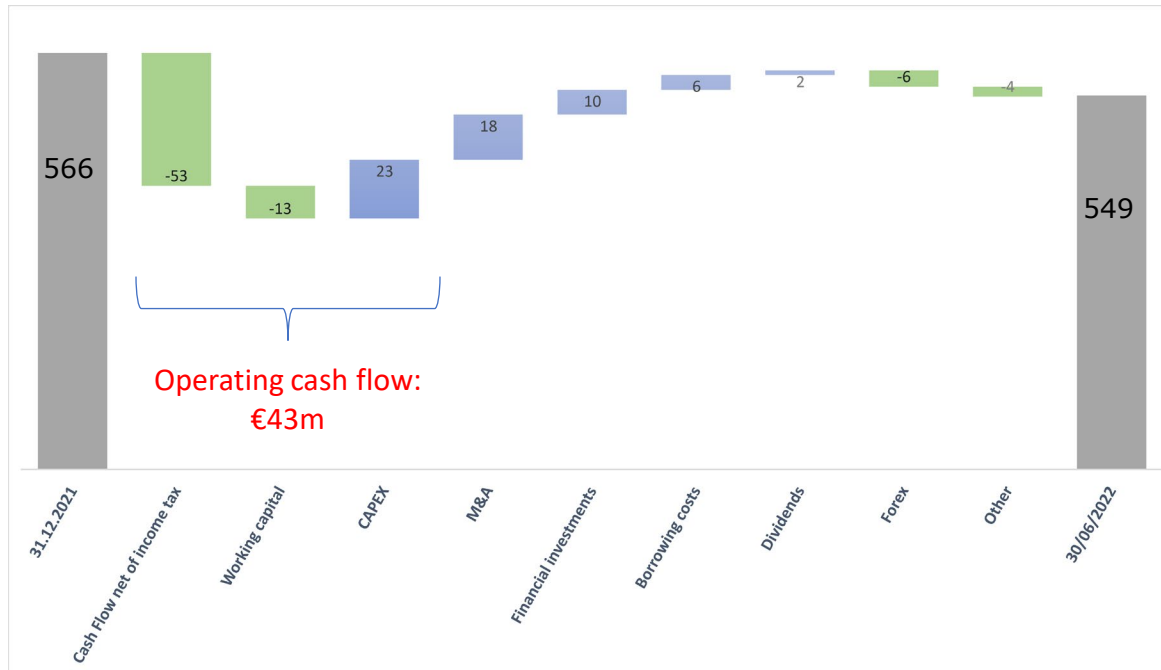 566
-53
-13
23
18
10
6
2
-6
-4
549
Operating cash flow:
€43m
31.12.2021
Cash Flow net of income tax
Working capital
CAPEX
M&A
Financial investments
Borrowing costs
Dividends
Forex
Other
30/06/2022